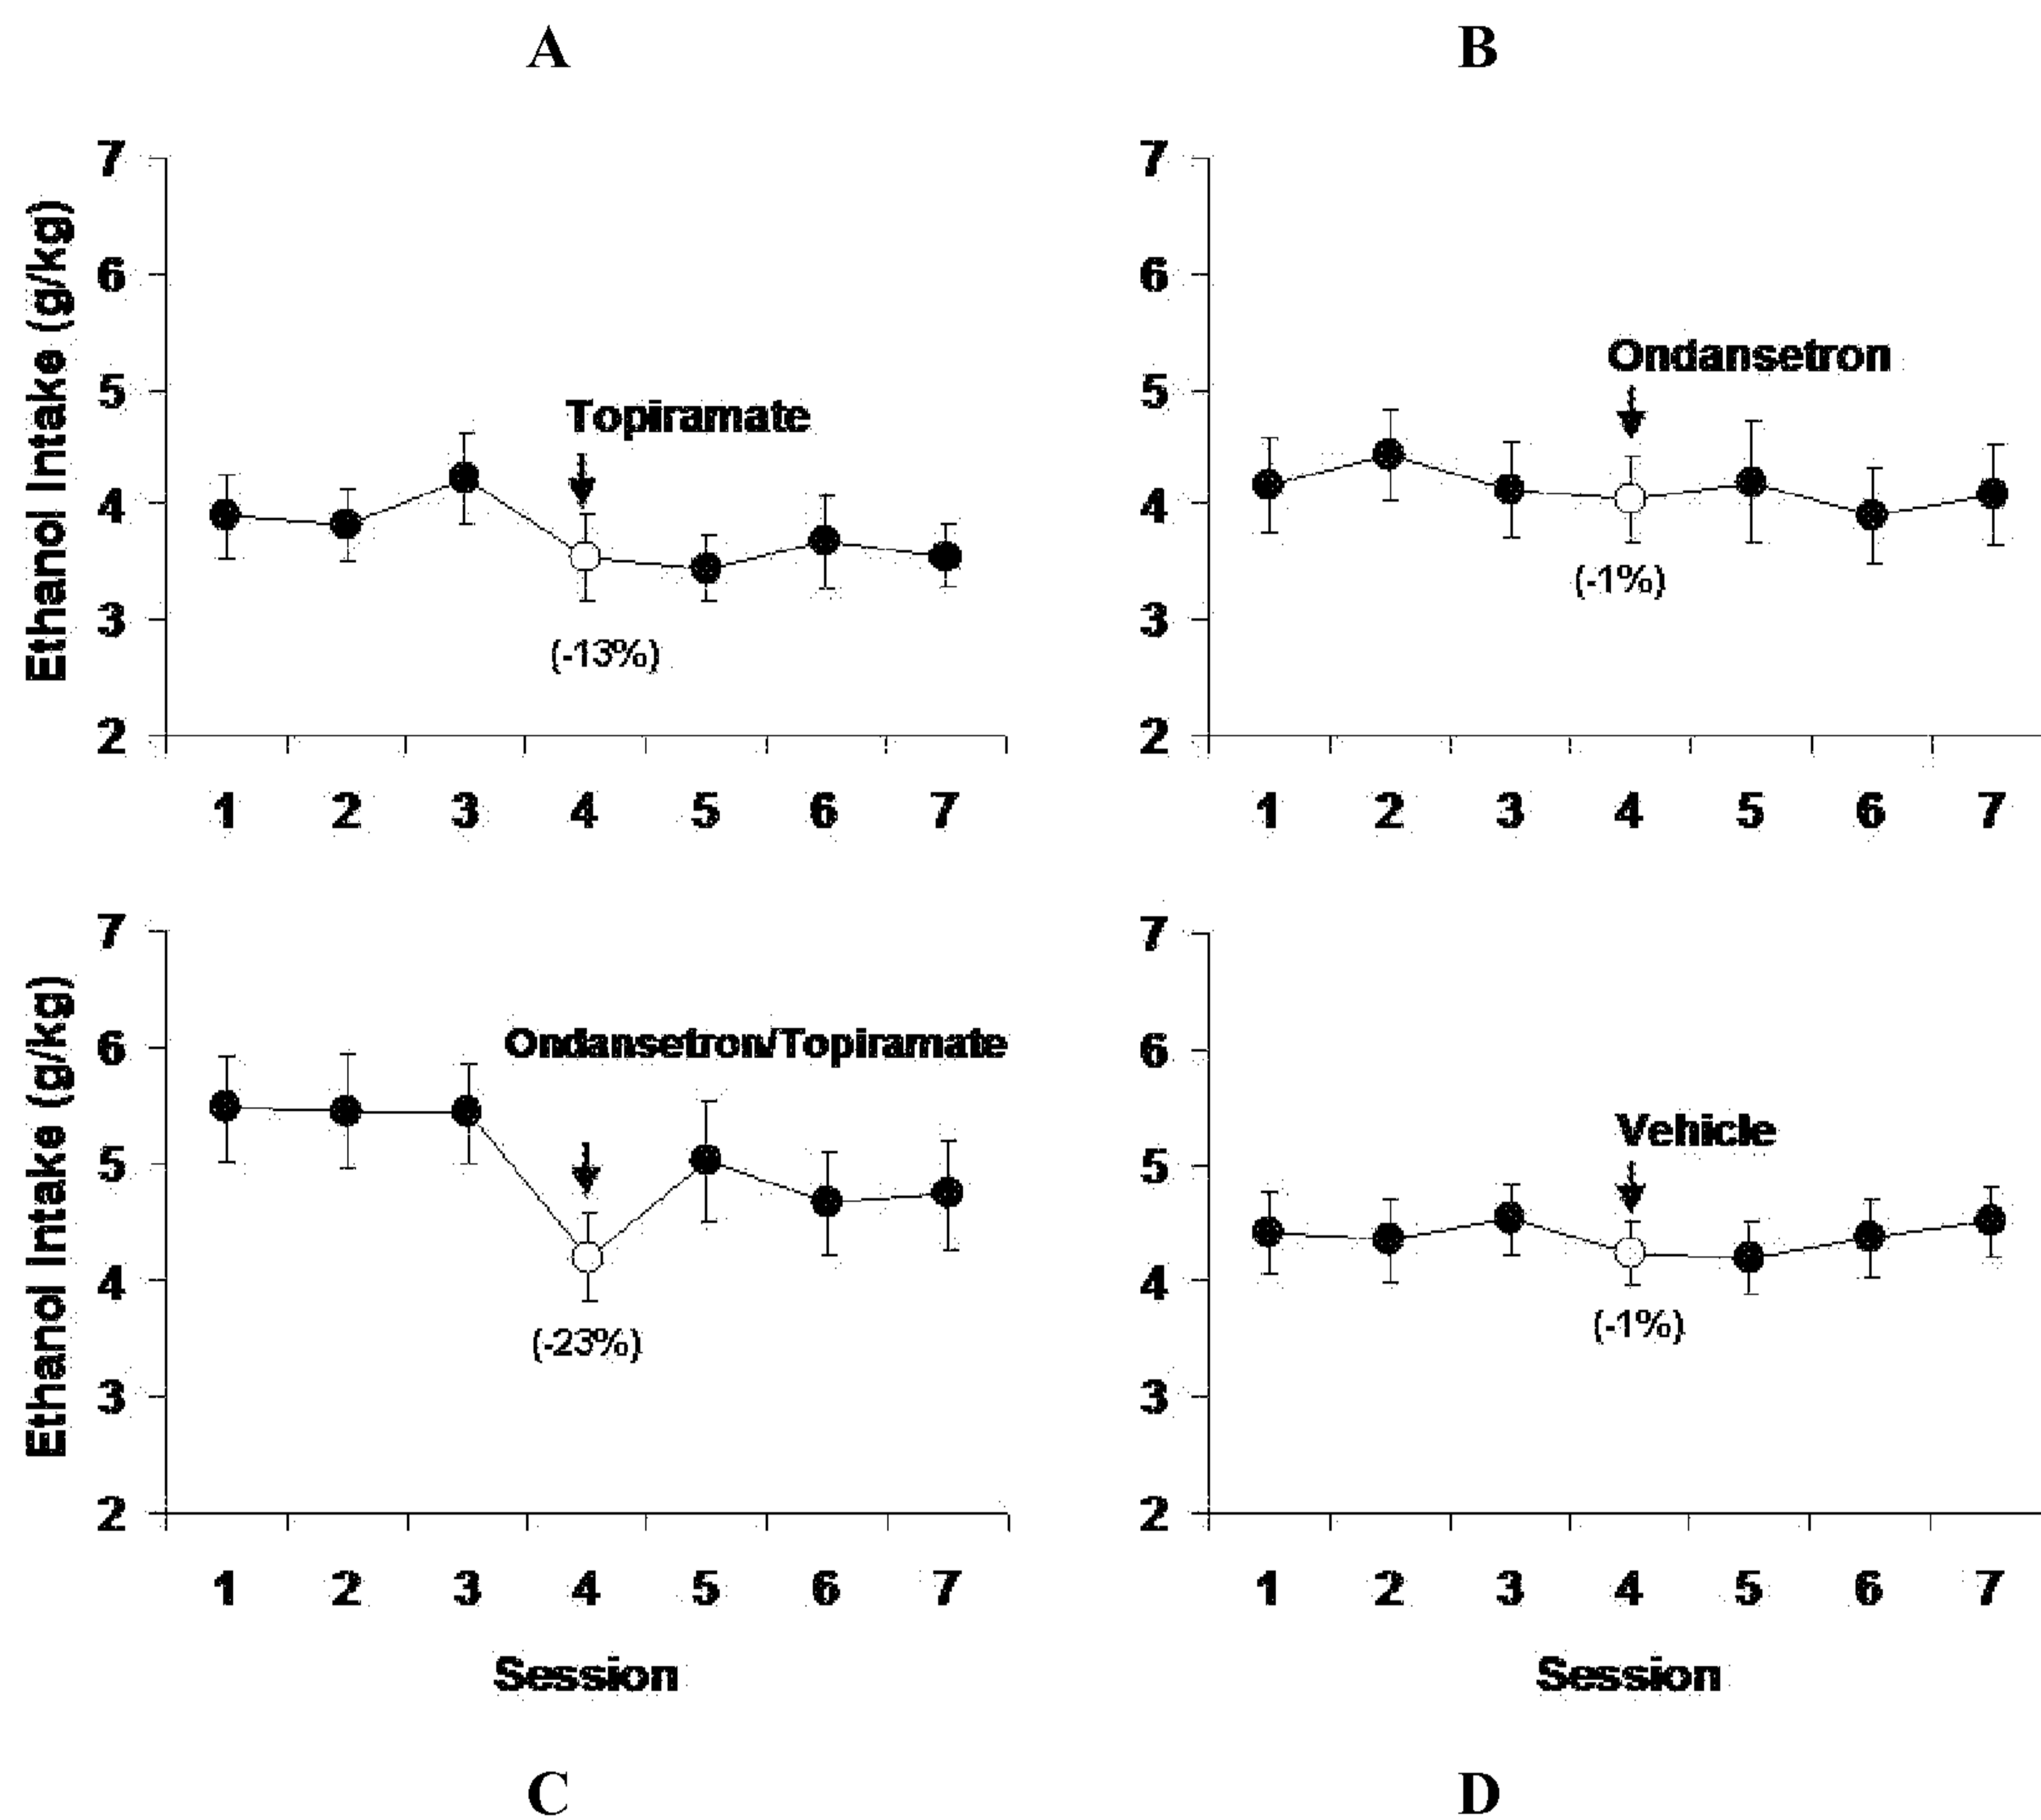 A B
7 7
6 6
Ondansetron
5 5
Topiramate
4 4
(-1%)
3 3
(-13%)
2 2
Ethanol Intake (g/kg)
1 2 3 4 5 6 7 1 2 3 4 5 6 7
7 7
6 6
Ondansetron/Topiramate
Vehicle
5 5
4 4
(-23%) (-1%)
3 3
2 2
Ethanol Intake (g/kg)
1 2 3 4 5 6 7 1 2 3 4 5 6 7
Session Session
C D